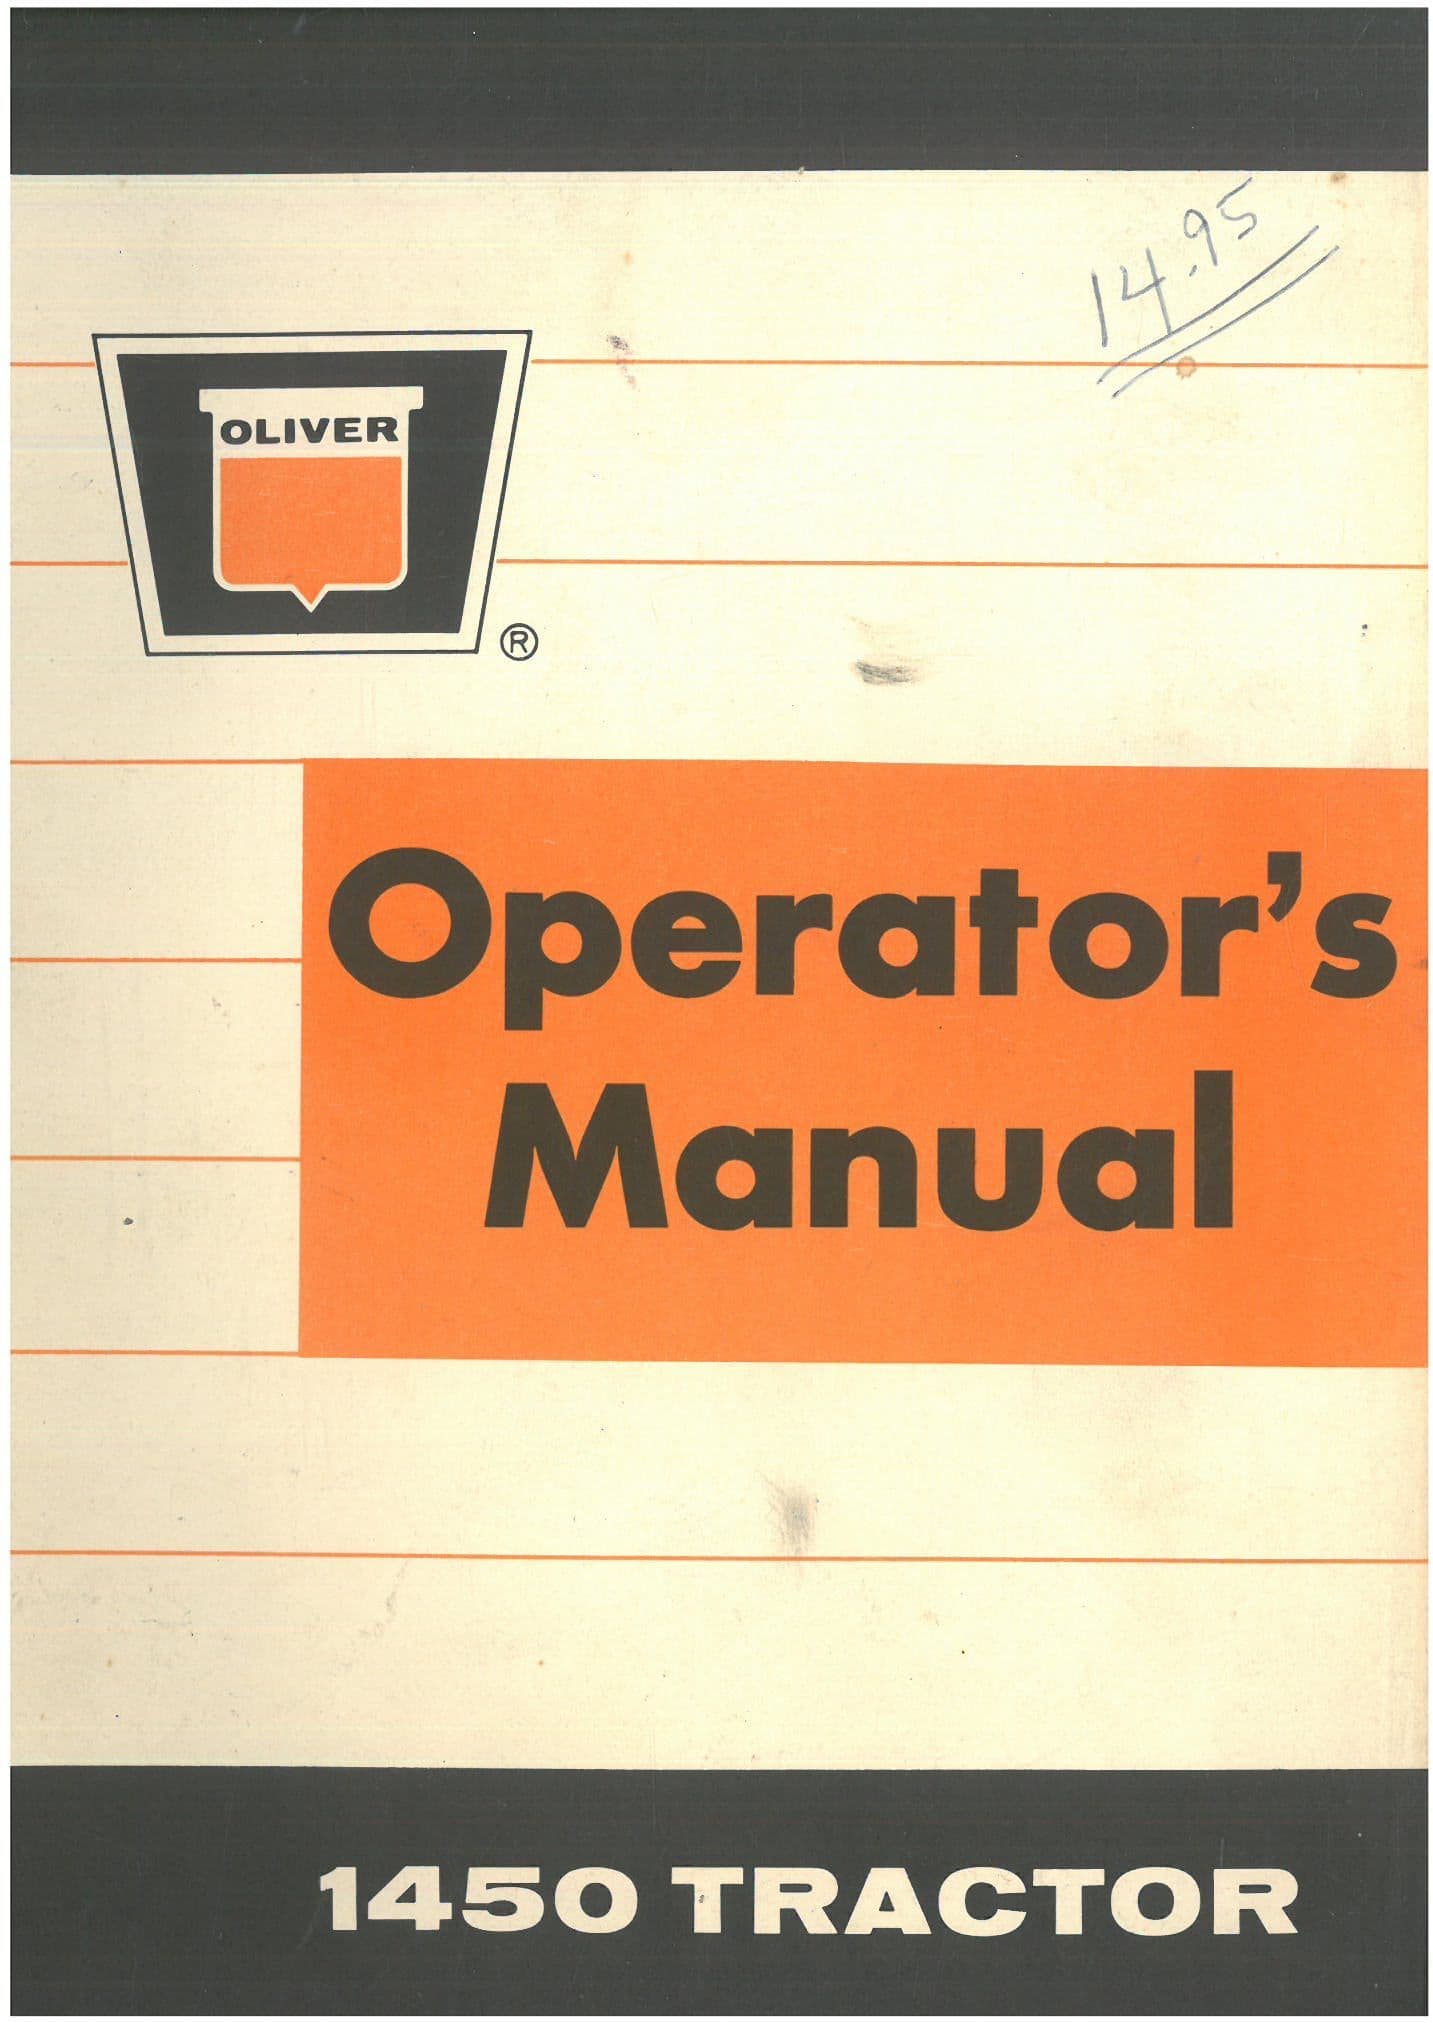 14.95
OLIVER
®
Operator's
Manual
1450 TRACTOR